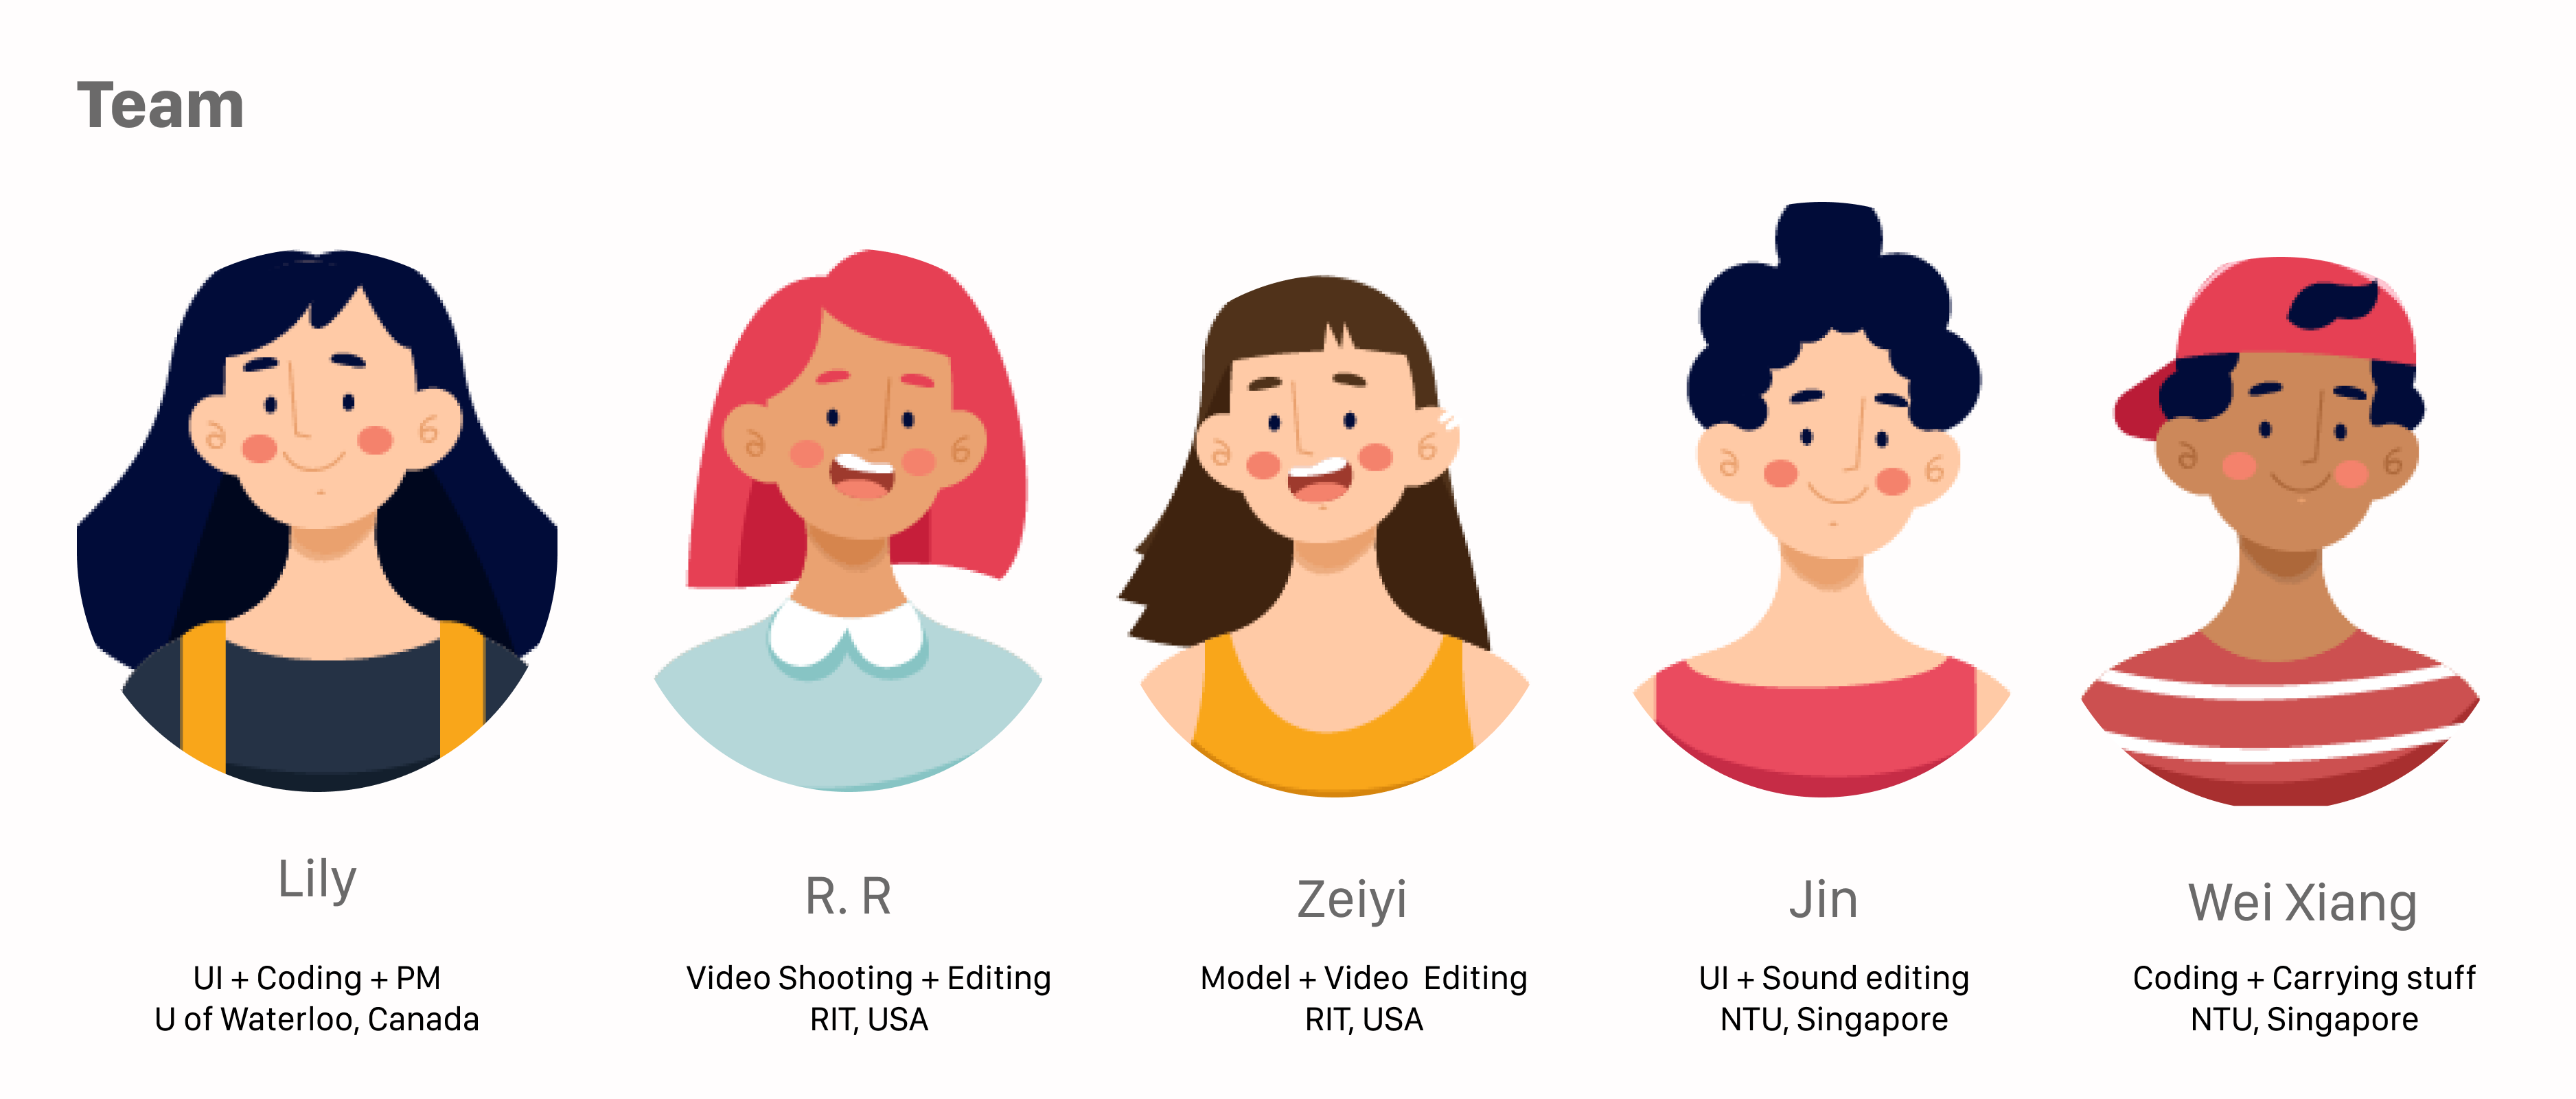 Team
Lily
UI + Coding + PM
U of Waterloo, Canada
R. R
Video Shooting + Editing
RIT, USA
Zeiyi
Model + Video  Editing
RIT, USA
Jin
UI + Sound editing
NTU, Singapore
Wei Xiang
Coding + Carrying stuff
NTU, Singapore